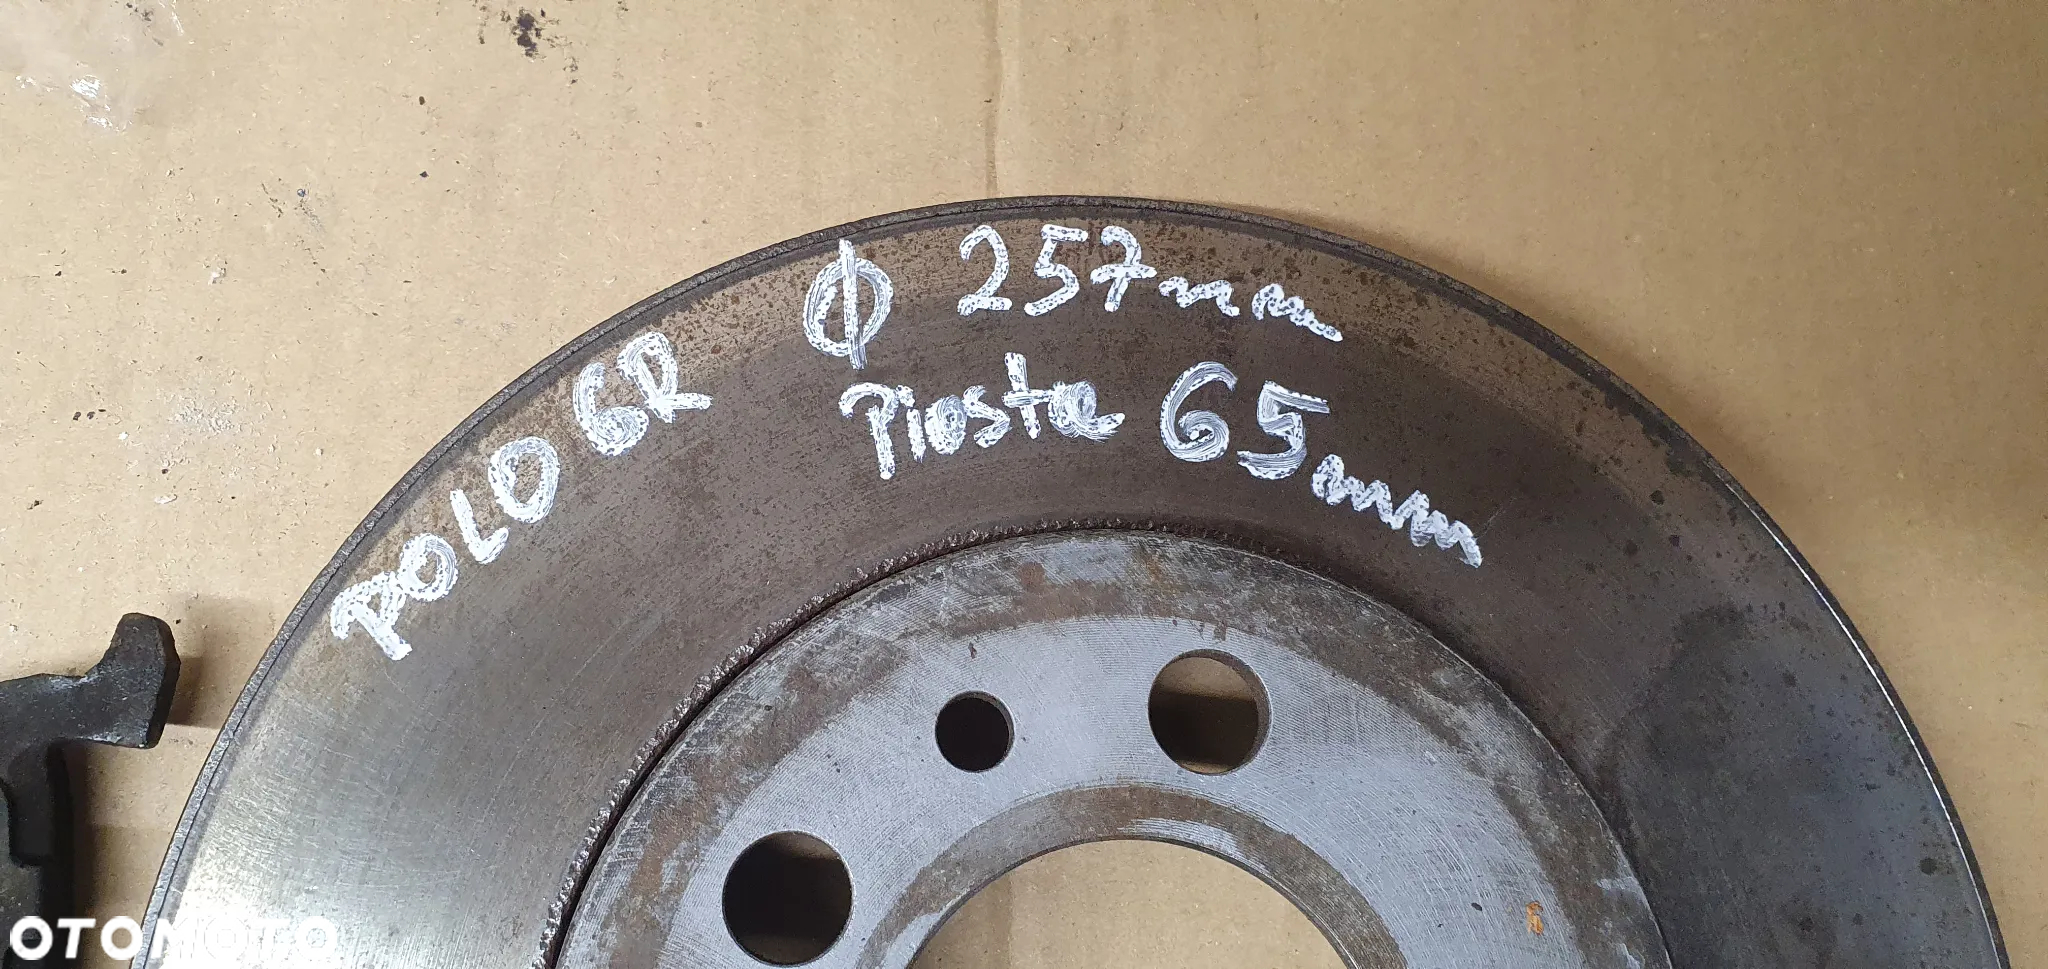 POLO 6R
Φ 257mm
Piasta 65mm
OTOMOTO